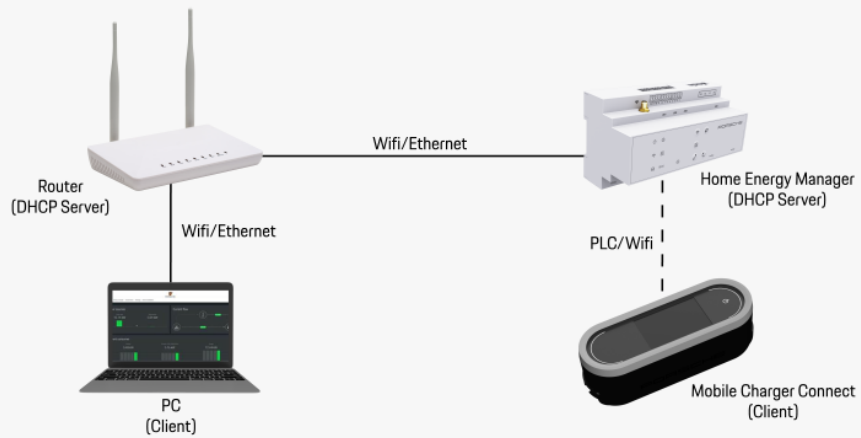 Wifi/Ethernet
Router
(DHCP Server)
Home Energy Manager
(DHCP Server)
Wifi/Ethernet
PLC/Wifi
PC
(Client)
Mobile Charger Connect
(Client)